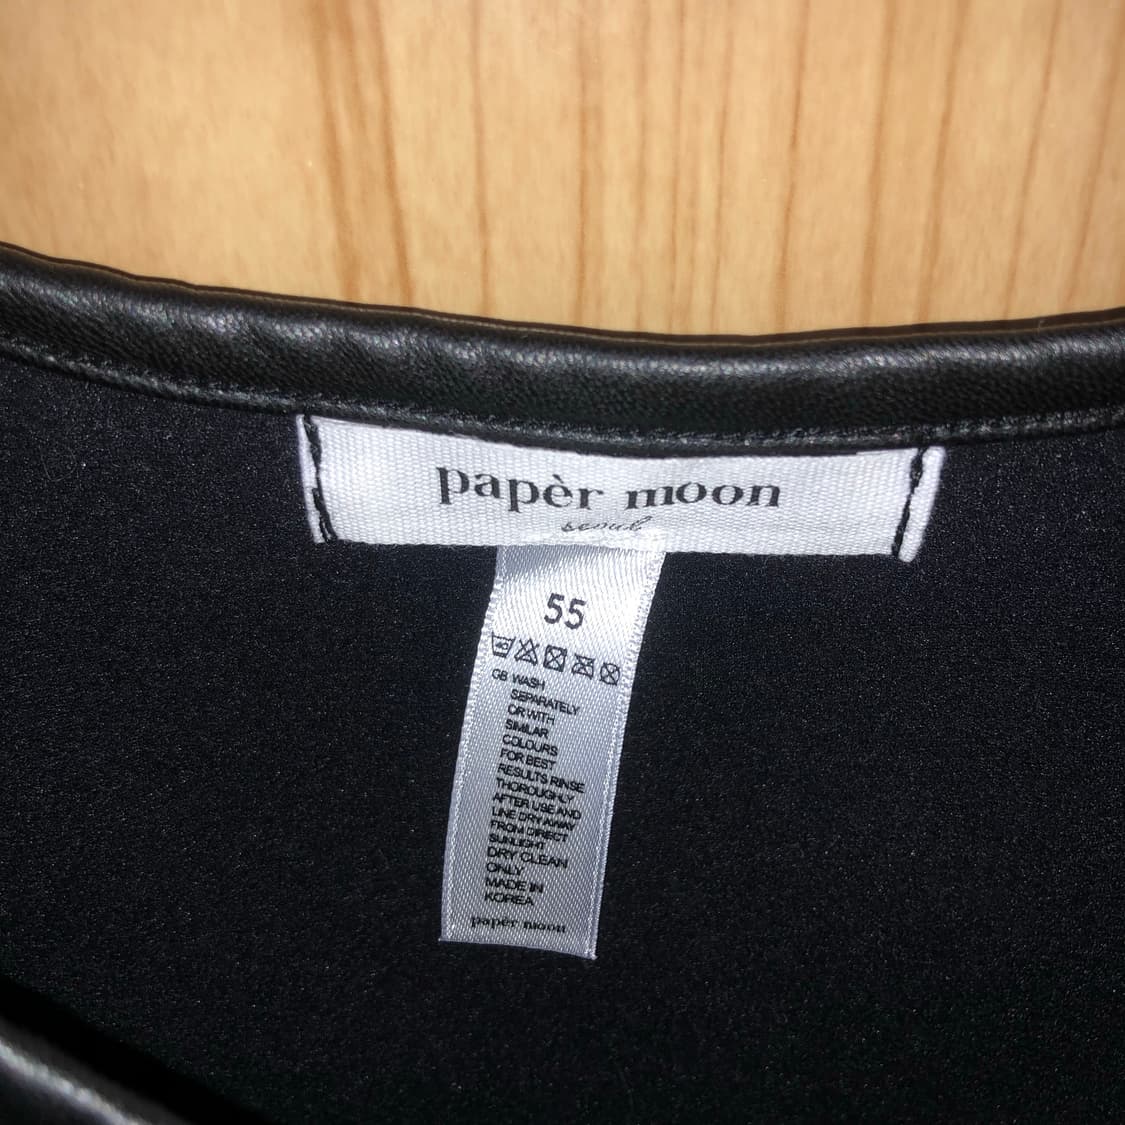 papèr moon
seoul
55
GB WASH
SEPARATELY
OR WITH
SIMILAR
COLOURS
FOR BEST
RESULTS RINSE
THOROUGHLY
AFTER USE AND
LINE DRY AWAY
FROM DIRECT
SUNLIGHT
DRY CLEAN
ONLY
MADE IN
KOREA
papèr moon